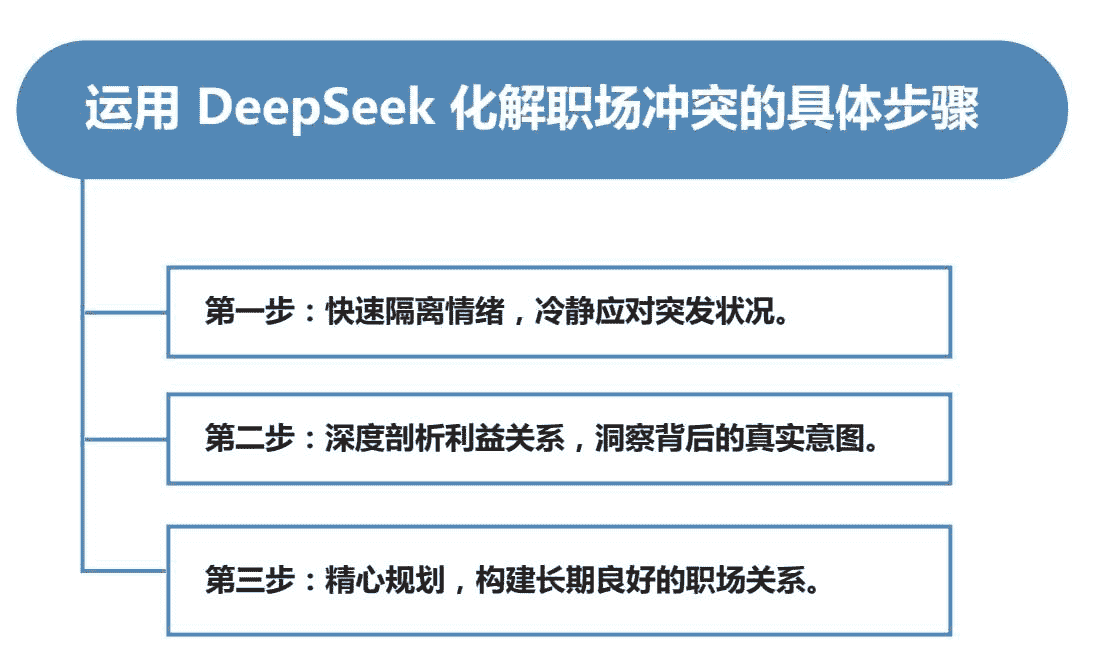 运用 DeepSeek 化解职场冲突的具体步骤
第一步：快速隔离情绪，冷静应对突发状况。
第二步：深度剖析利益关系，洞察背后的真实意图。
第三步：精心规划，构建长期良好的职场关系。